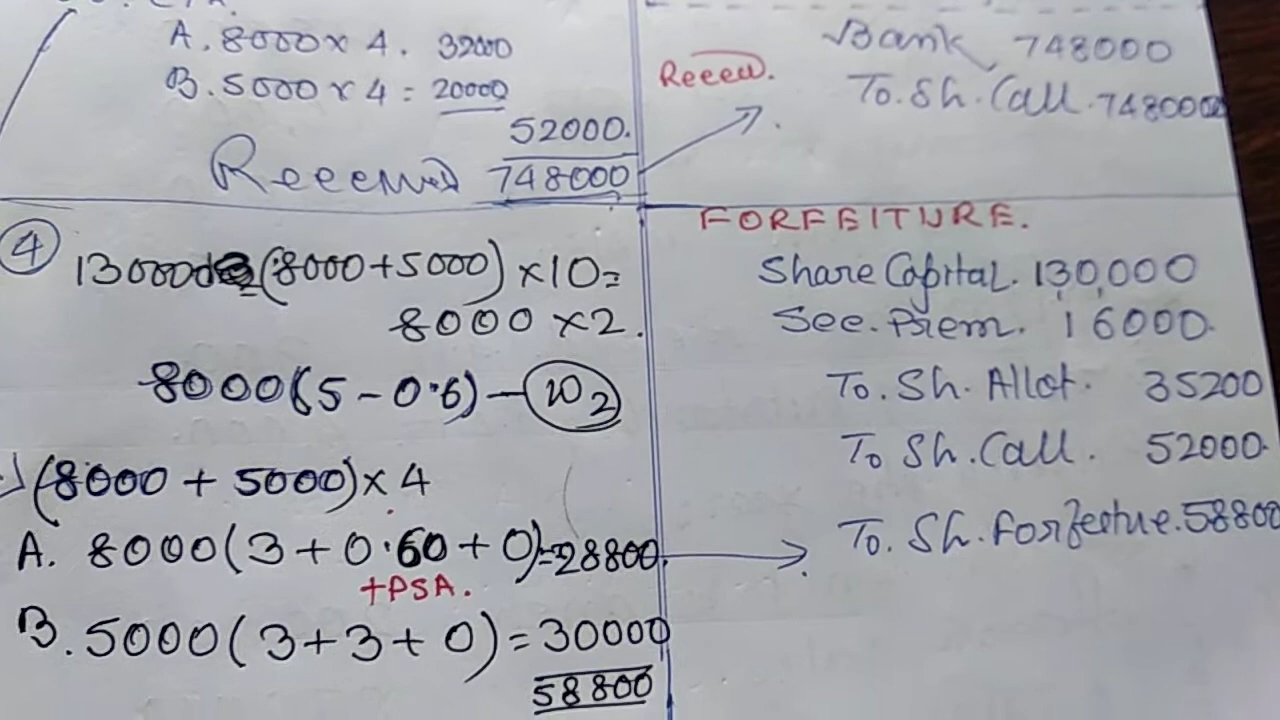 A. 8000 x 4. 32000
B. 5000 x 4 = 20000
52000.
Received 748000
Received.
Bank 748000
To. Sh. Call. 748000
FORFEITURE.
4
130000 (8000+5000) x 10 =
8000 x 2.
8000 (5 - 0.6) - W2
(8000 + 5000) x 4
A. 8000 (3 + 0.60 + 0) = 28800
+PSA.
B. 5000 (3 + 3 + 0) = 30000
58800
Share Capital. 130,000
Sec. Prem. 16000.
To. Sh. Allot. 35200
To Sh. Call. 52000.
To. Sh. Forfeiture. 58800